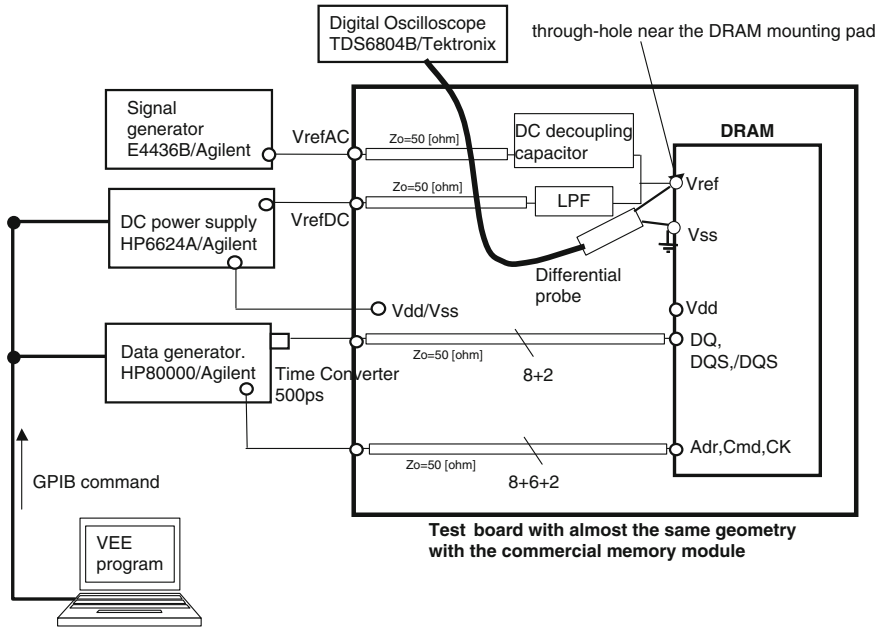 Digital Oscilloscope
TDS6804B/Tektronix
through-hole near the DRAM mounting pad
Signal
generator
E4436B/Agilent
VrefAC
Zo=50 [ohm]
DC decoupling
capacitor
DRAM
Zo=50 [ohm]
LPF
Vref
DC power supply
HP6624A/Agilent
VrefDC
Vss
Differential
probe
Vdd/Vss
Vdd
Data generator.
HP80000/Agilent
Time Converter
500ps
Zo=50 [ohm]
8+2
DQ,
DQS,/DQS
Adr,Cmd,CK
Zo=50 [ohm]
8+6+2
GPIB command
VEE
program
Test board with almost the same geometry
with the commercial memory module